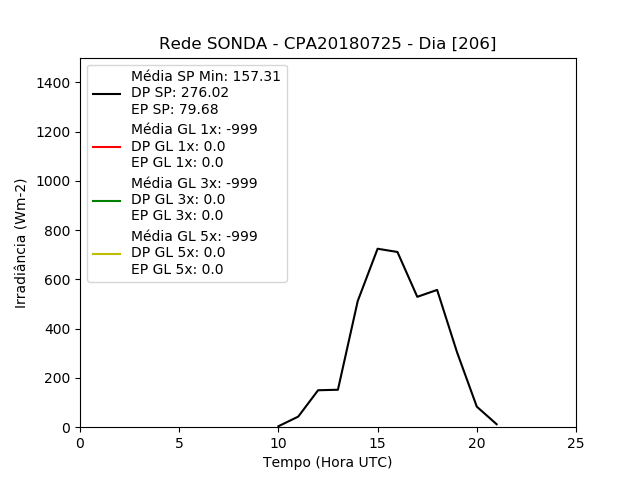 Rede SONDA - CPA20180725 - Dia [206]
Média SP Min: 157.31
DP SP: 276.02
EP SP: 79.68
Média GL 1x: -999
DP GL 1x: 0.0
EP GL 1x: 0.0
Média GL 3x: -999
DP GL 3x: 0.0
EP GL 3x: 0.0
Média GL 5x: -999
DP GL 5x: 0.0
EP GL 5x: 0.0
Irradiância (Wm-2)
1400
1200
1000
800
600
400
200
0
0 5 10 15 20 25
Tempo (Hora UTC)